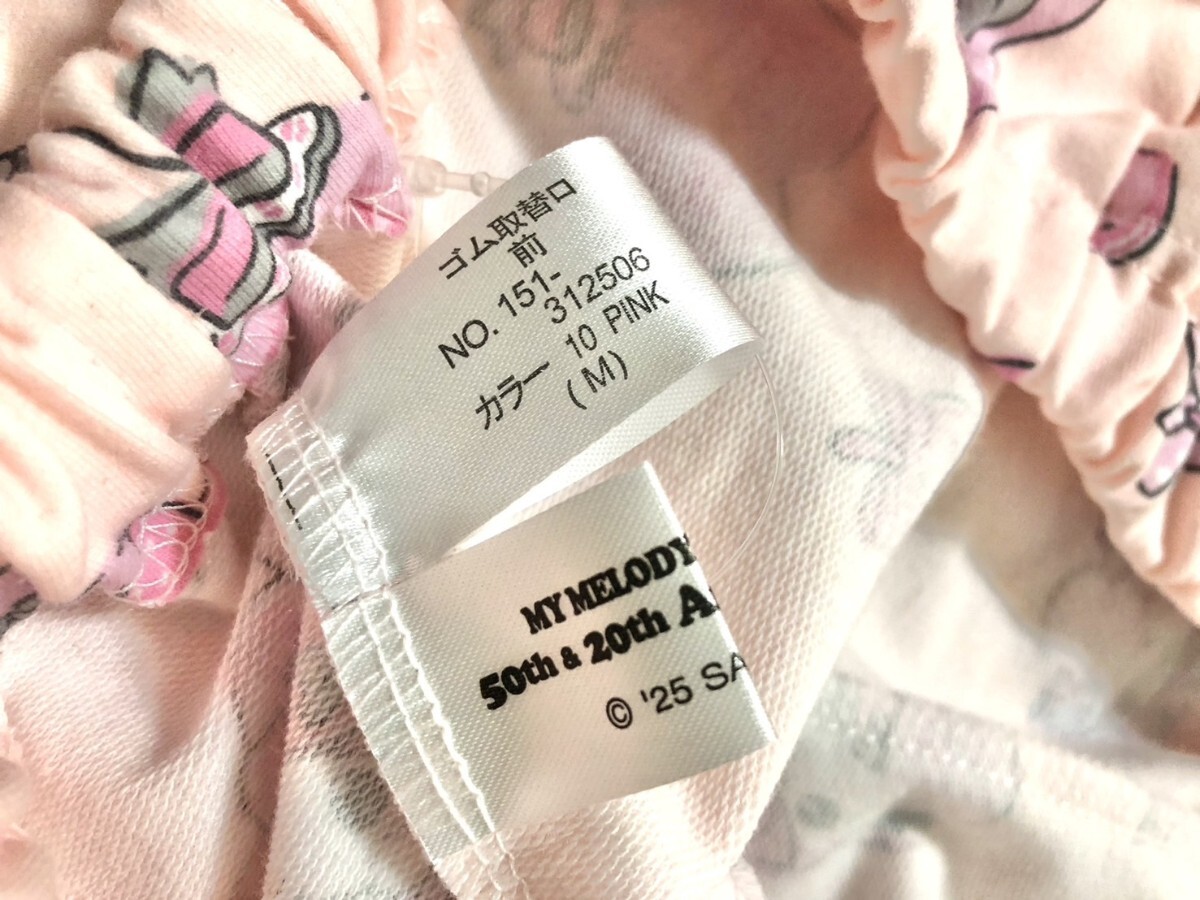 ゴム取替口
前
NO. 151-
312506
カラー 10 PINK
(M)
MY MELODY
50th & 20th
© '25